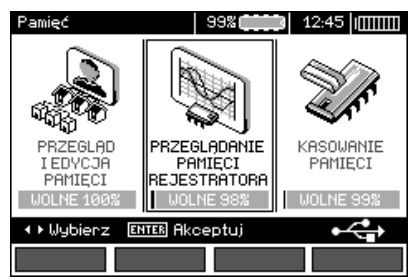 Pamięć 99% 12:45
PRZEGLĄD
I EDYCJA
PAMIĘCI
WOLNE 100%
PRZEGLĄDANIE
PAMIĘCI
REJESTRATORA
WOLNE 98%
KASOWANIE
PAMIĘCI
WOLNE 99%
Wybierz ENTER Akceptuj